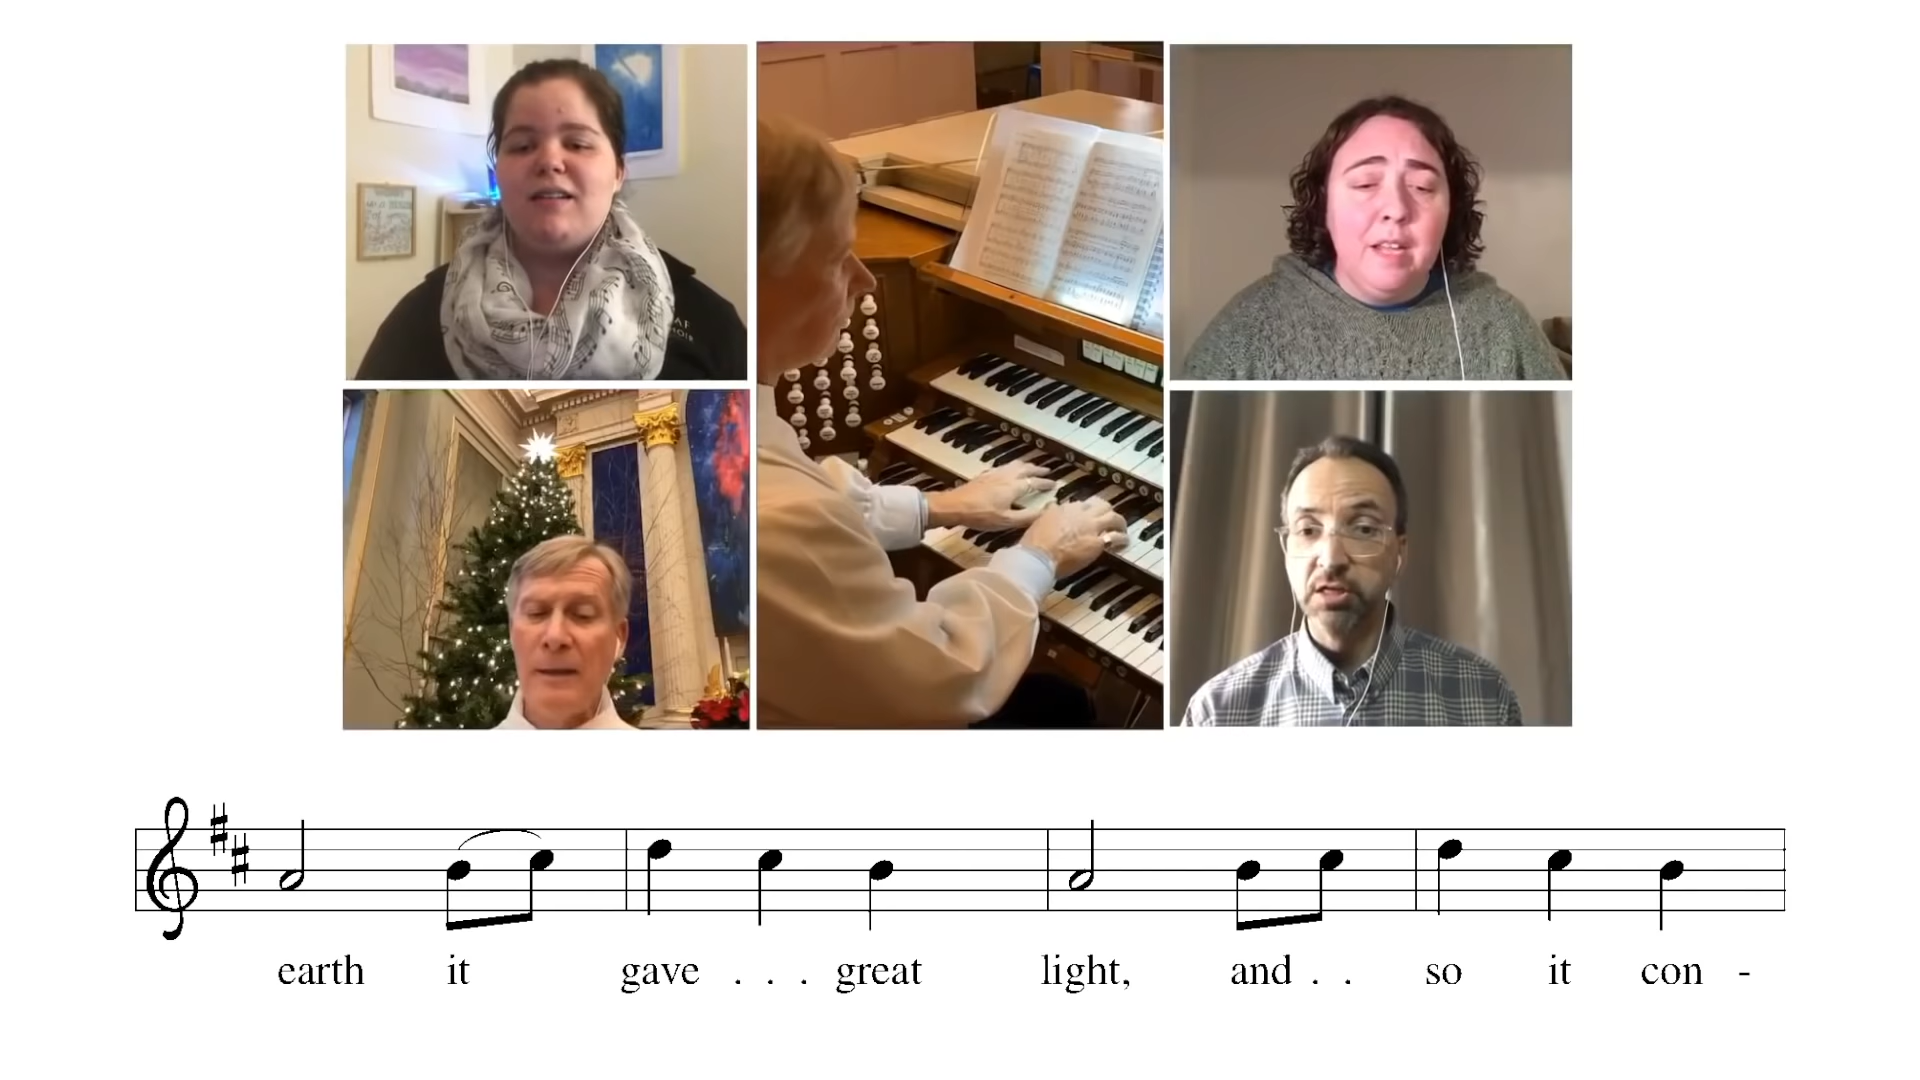 earth it gave . . . great light, and . . so it con -